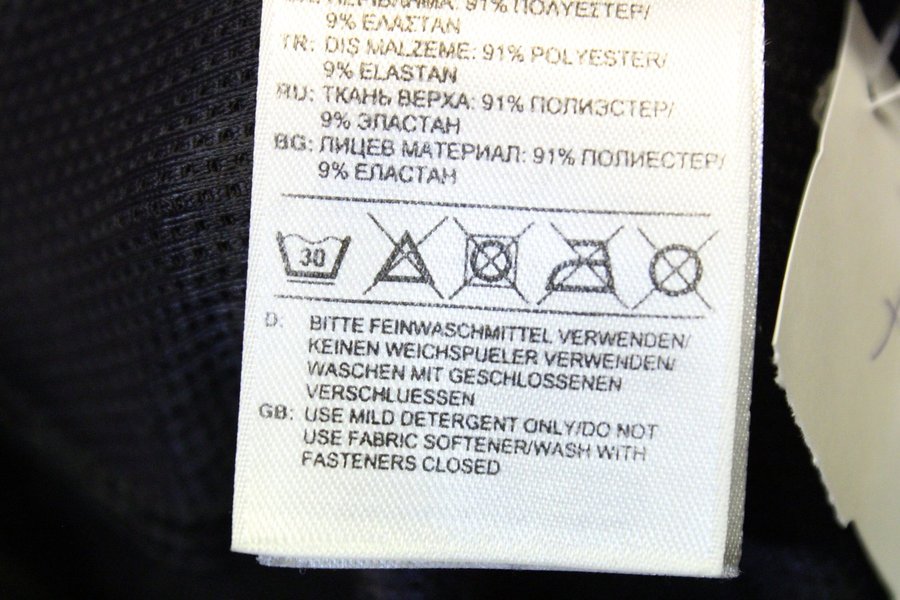 91% ΠΟΛΥΕΣΤΕΡ/
9% ΕΛΑΣΤΑΝ
TR: DIS MALZEME: 91% POLYESTER/
9% ELASTAN
RU: ТКАНЬ ВЕРХА: 91% ПОЛИЭСТЕР/
9% ЭЛАСТАН
BG: ЛИЦЕВ МАТЕРИАЛ: 91% ПОЛИЕСТЕР/
9% ЕЛАСТАН
30
D: BITTE FEINWASCHMITTEL VERWENDEN/
KEINEN WEICHSPUELER VERWENDEN/
WASCHEN MIT GESCHLOSSENEN
VERSCHLUESSEN
GB: USE MILD DETERGENT ONLY/DO NOT
USE FABRIC SOFTENER/WASH WITH
FASTENERS CLOSED